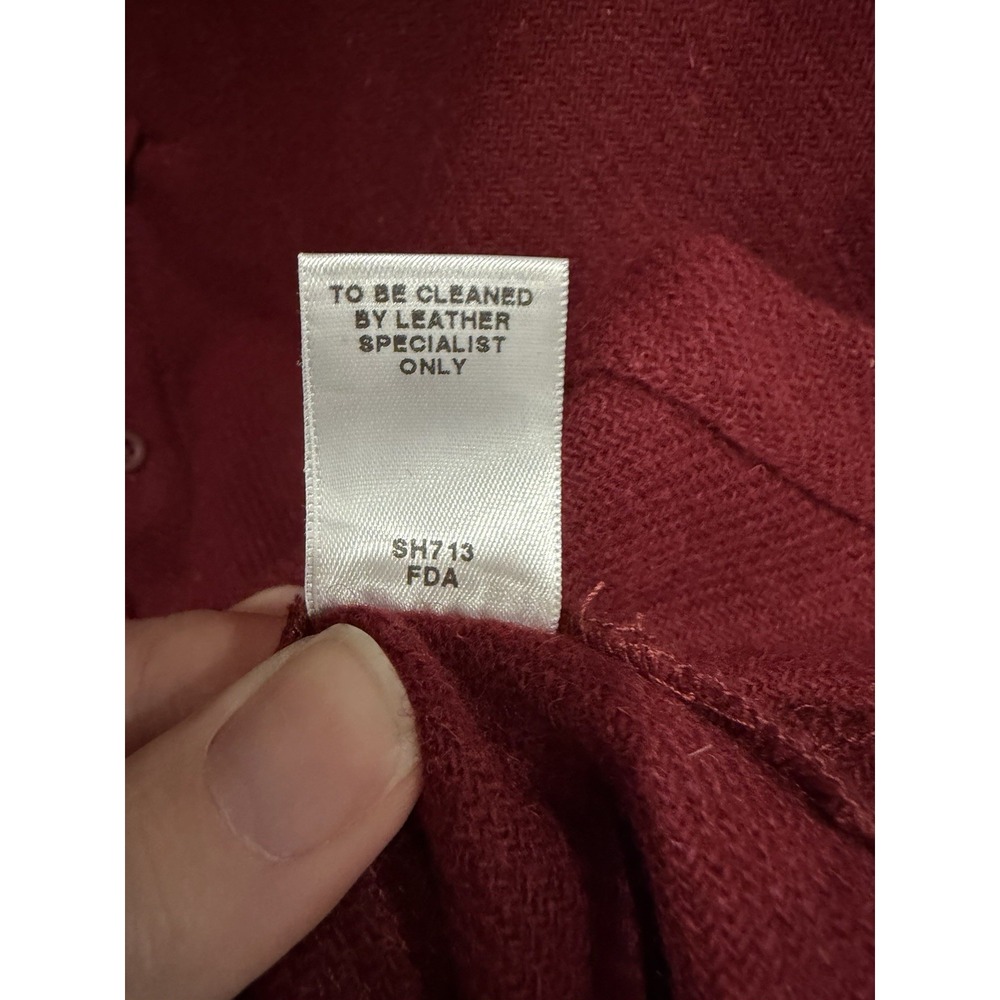 TO BE CLEANED
BY LEATHER
SPECIALIST
ONLY
SH713
FDA